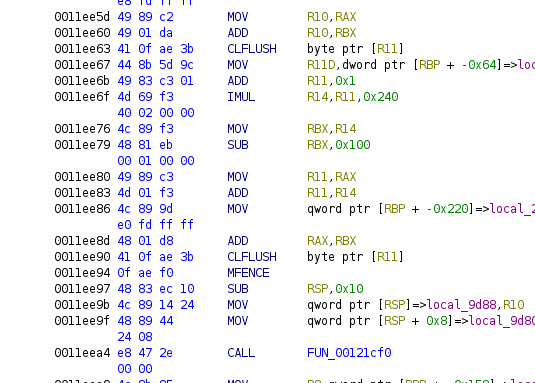 e8 fd ff ff
0011ee5d 49 89 c2 MOV R10,RAX
0011ee60 49 01 da ADD R10,RBX
0011ee63 41 0f ae 3b CLFLUSH byte ptr [R11]
0011ee67 44 8b 5d 9c MOV R11D,dword ptr [RBP + -0x64]=>loc
0011ee6b 49 83 c3 01 ADD R11,0x1
0011ee6f 4d 69 f3 IMUL R14,R11,0x240
40 02 00 00
0011ee76 4c 89 f3 MOV RBX,R14
0011ee79 48 81 eb SUB RBX,0x100
00 01 00 00
0011ee80 49 89 c3 MOV R11,RAX
0011ee83 4d 01 f3 ADD R11,R14
0011ee86 4c 89 9d MOV qword ptr [RBP + -0x220]=>local_2
e0 fd ff ff
0011ee8d 48 01 d8 ADD RAX,RBX
0011ee90 41 0f ae 3b CLFLUSH byte ptr [R11]
0011ee94 0f ae f0 MFENCE
0011ee97 48 83 ec 10 SUB RSP,0x10
0011ee9b 4c 89 14 24 MOV qword ptr [RSP]=>local_9d88,R10
0011ee9f 48 89 44 MOV qword ptr [RSP + 0x8]=>local_9d80
24 08
0011eea4 e8 47 2e CALL FUN_00121cf0
00 00